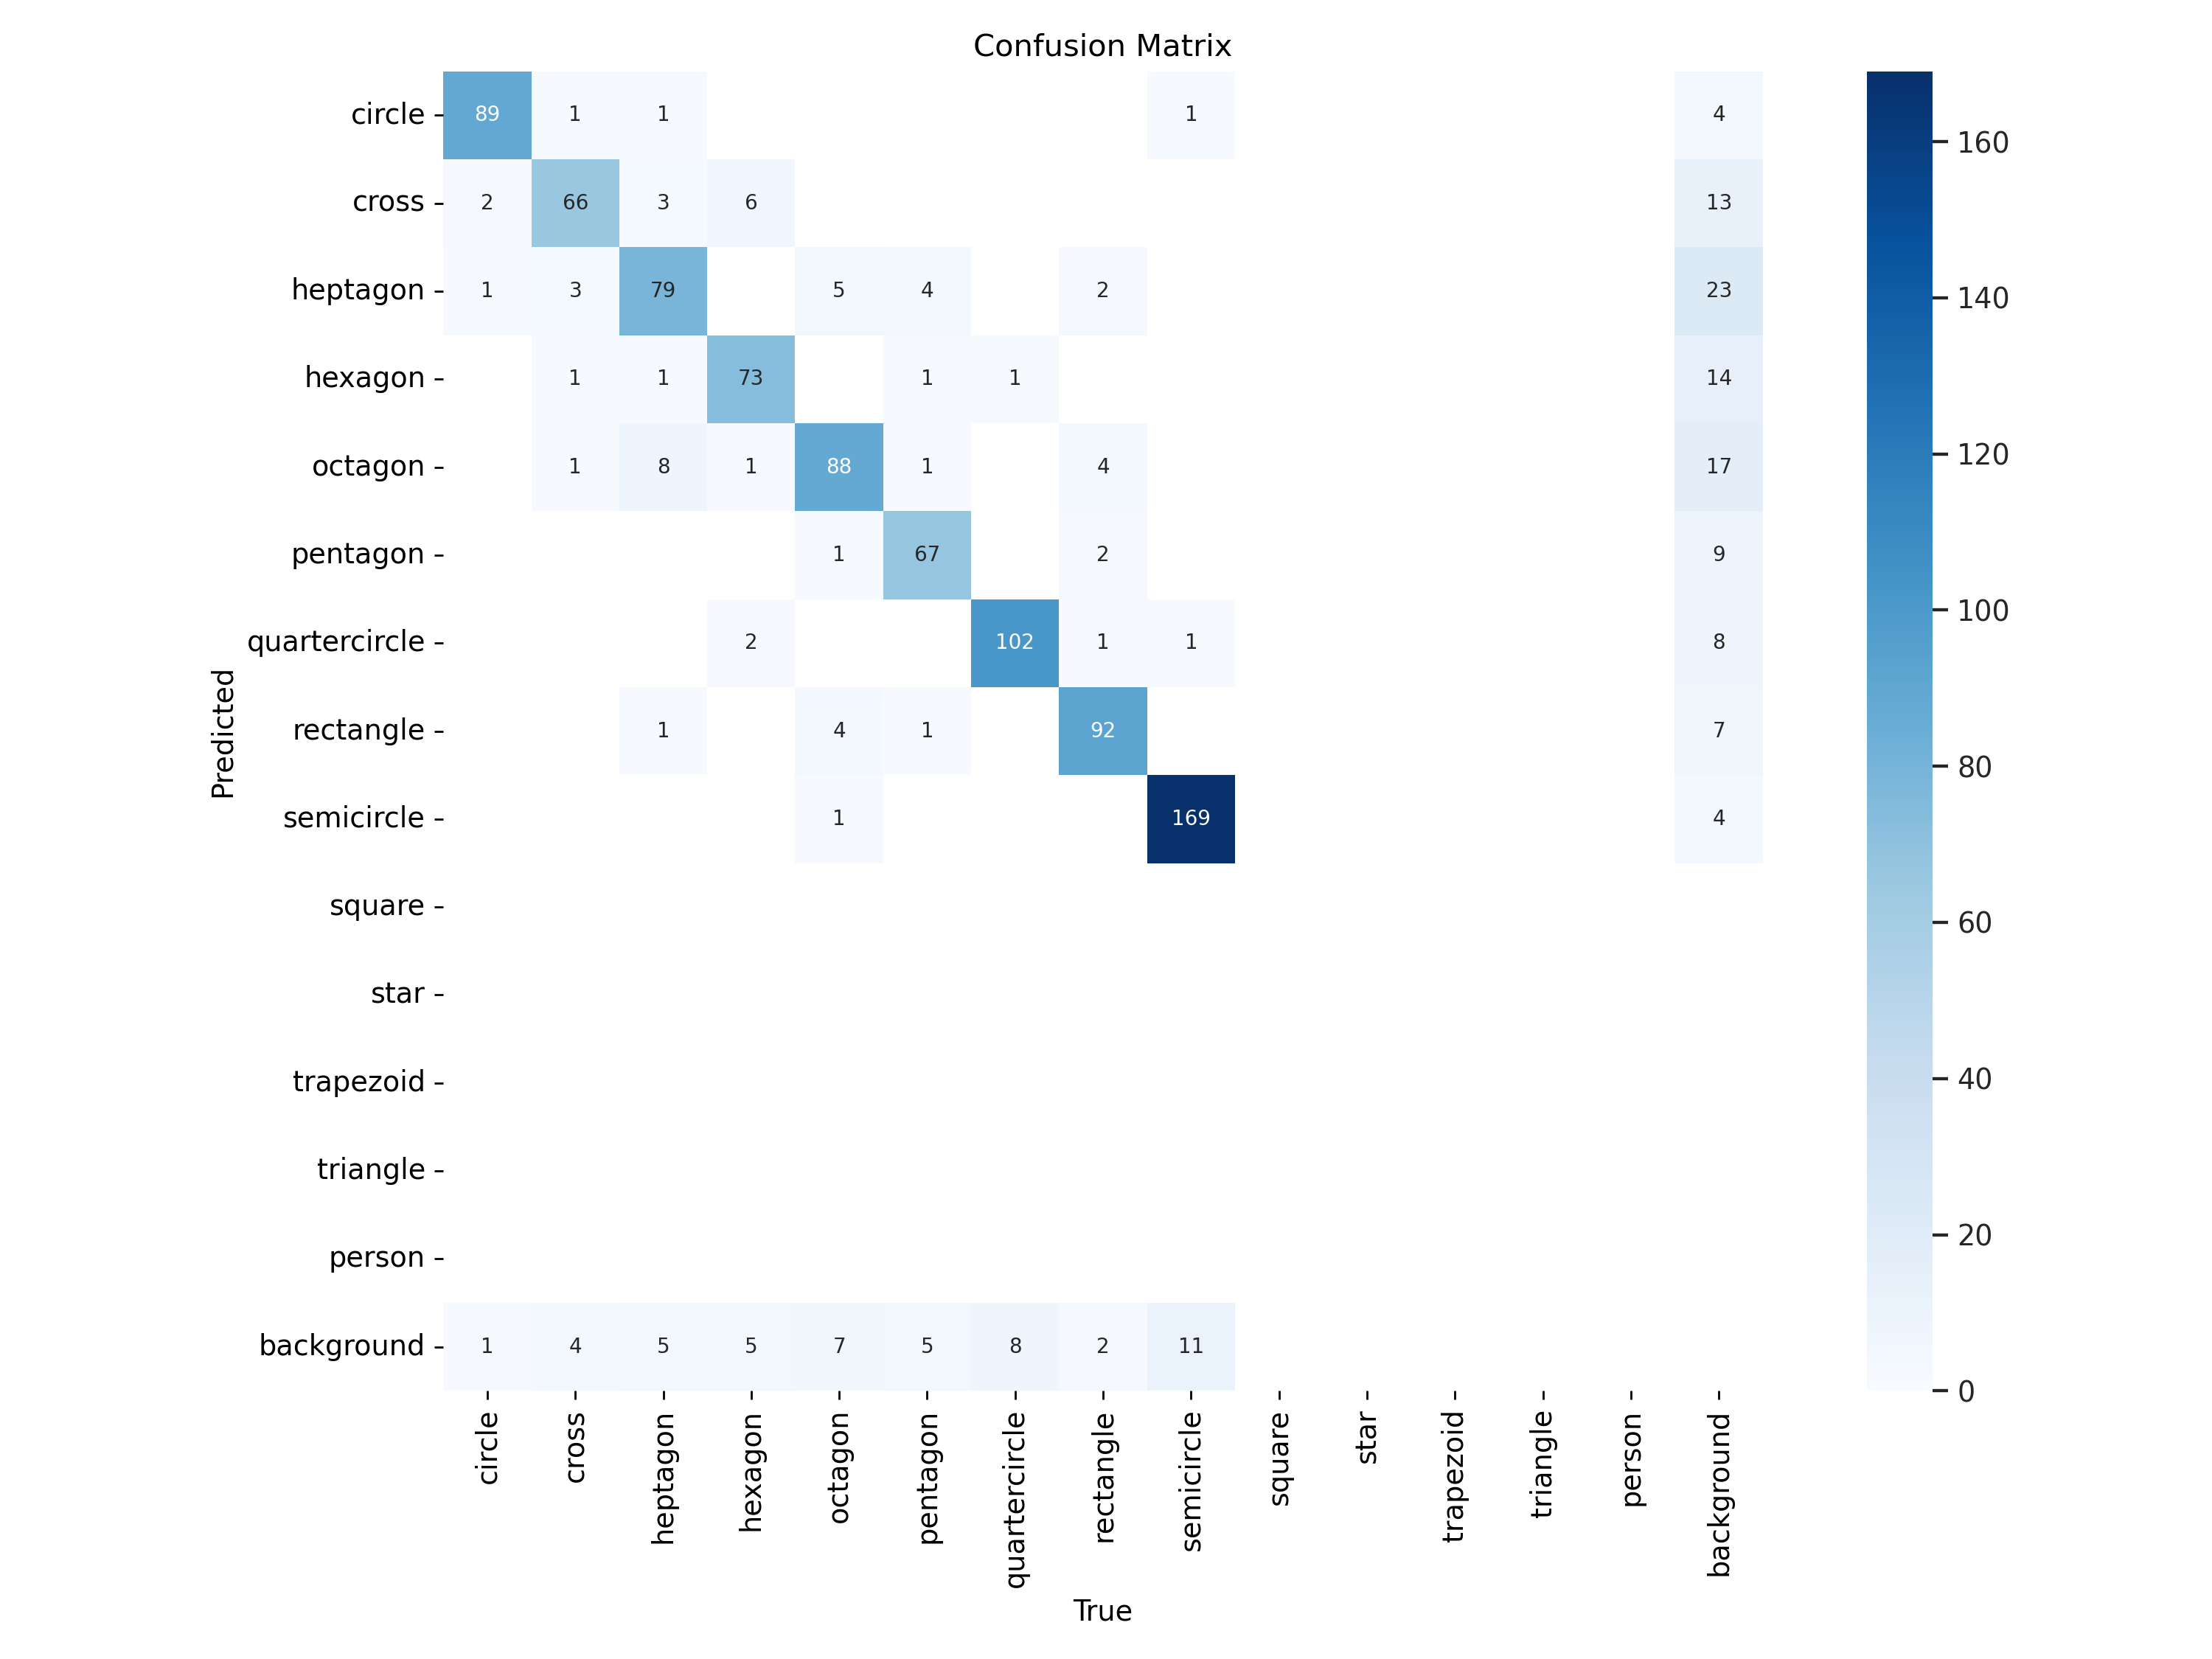 Confusion Matrix
circle 89 1 1 1 4
cross 2 66 3 6 13
heptagon 1 3 79 5 4 2 23
hexagon 1 1 73 1 1 14
octagon 1 8 1 88 1 4 17
pentagon 1 67 2 9
quartercircle 2 102 1 1 8
rectangle 1 4 1 92 7
semicircle 1 169 4
square
star
trapezoid
triangle
person
background 1 4 5 5 7 5 8 2 11
Predicted
circle cross heptagon hexagon octagon pentagon quartercircle rectangle semicircle square star trapezoid triangle person background
True
160
140
120
100
80
60
40
20
0